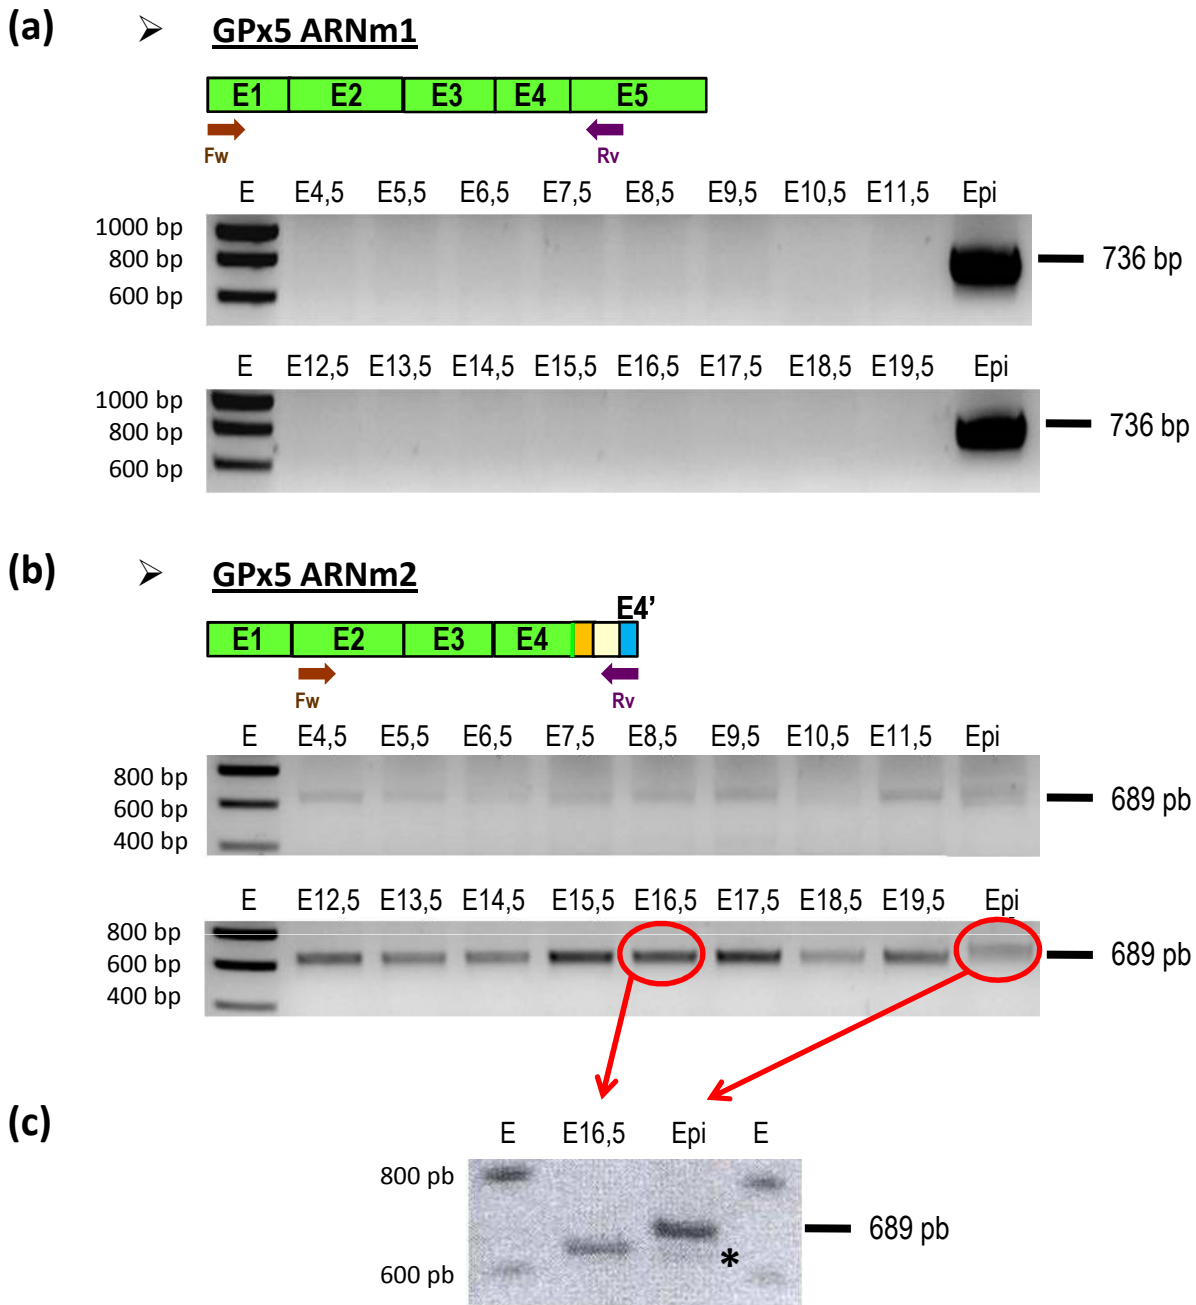 (a) ➢ GPx5 ARNm1
E1 E2 E3 E4 E5
Fw Rv
E E4,5 E5,5 E6,5 E7,5 E8,5 E9,5 E10,5 E11,5 Epi
1000 bp
800 bp 736 bp
600 bp
E E12,5 E13,5 E14,5 E15,5 E16,5 E17,5 E18,5 E19,5 Epi
1000 bp
800 bp 736 bp
600 bp
(b) ➢ GPx5 ARNm2
E4’
E1 E2 E3 E4
Fw Rv
E E4,5 E5,5 E6,5 E7,5 E8,5 E9,5 E10,5 E11,5 Epi
800 bp
600 bp 689 pb
400 bp
E E12,5 E13,5 E14,5 E15,5 E16,5 E17,5 E18,5 E19,5 Epi
800 bp
600 bp 689 pb
400 bp
(c)
E E16,5 Epi E
800 pb
689 pb
*
600 pb